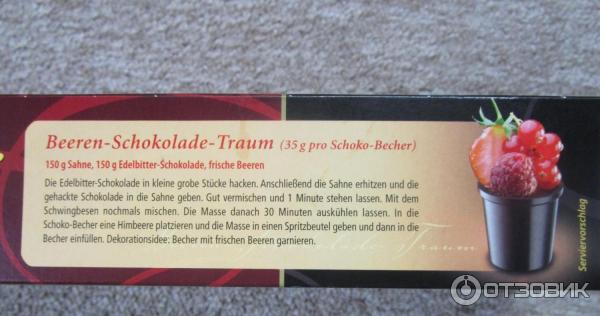 Beeren-Schokolade-Traum (35 g pro Schoko-Becher)
150 g Sahne, 150 g Edelbitter-Schokolade, frische Beeren
Die Edelbitter-Schokolade in kleine grobe Stücke hacken. Anschließend die Sahne erhitzen und die
gehackte Schokolade in die Sahne geben. Gut vermischen und 1 Minute stehen lassen. Mit dem
Schwingbesen nochmals mischen. Die Masse danach 30 Minuten auskühlen lassen. In die
Schoko-Becher eine Himbeere platzieren und die Masse in einen Spritzbeutel geben und dann in die
Becher einfüllen. Dekorationsidee: Becher mit frischen Beeren garnieren.
Traum
Serviervorschlag
ОТЗОВИК